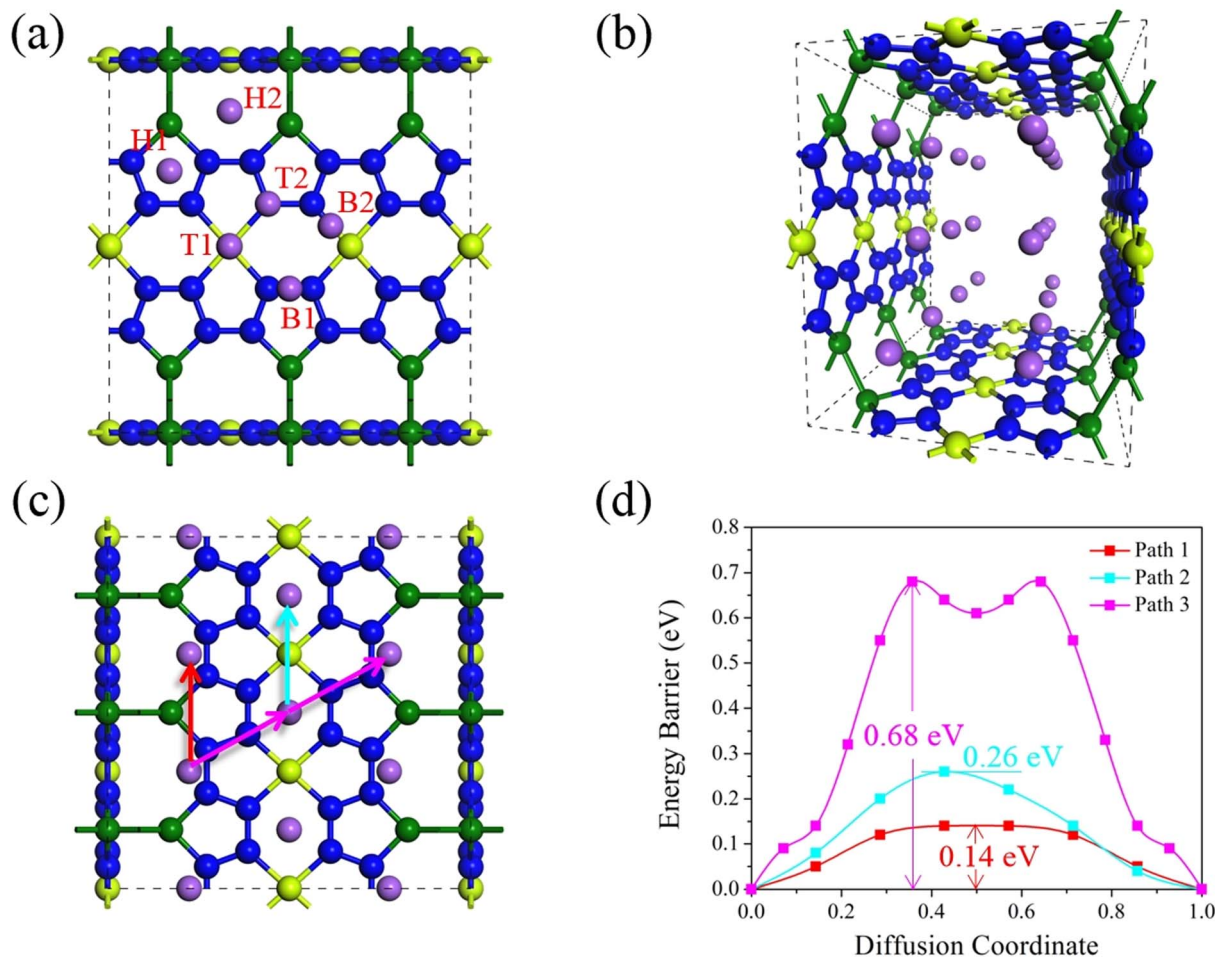 (a)
H2
H1
T2
B2
T1
B1
(b)
(c)
(d)
0.8
0.7
0.6
0.5
0.4
0.3
0.2
0.1
0.0
Energy Barrier (eV)
Path 1
Path 2
Path 3
0.68 eV
0.26 eV
0.14 eV
0.0 0.2 0.4 0.6 0.8 1.0
Diffusion Coordinate